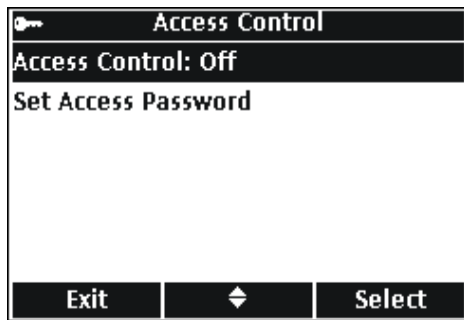 Access Control
Access Control: Off
Set Access Password
Exit Select